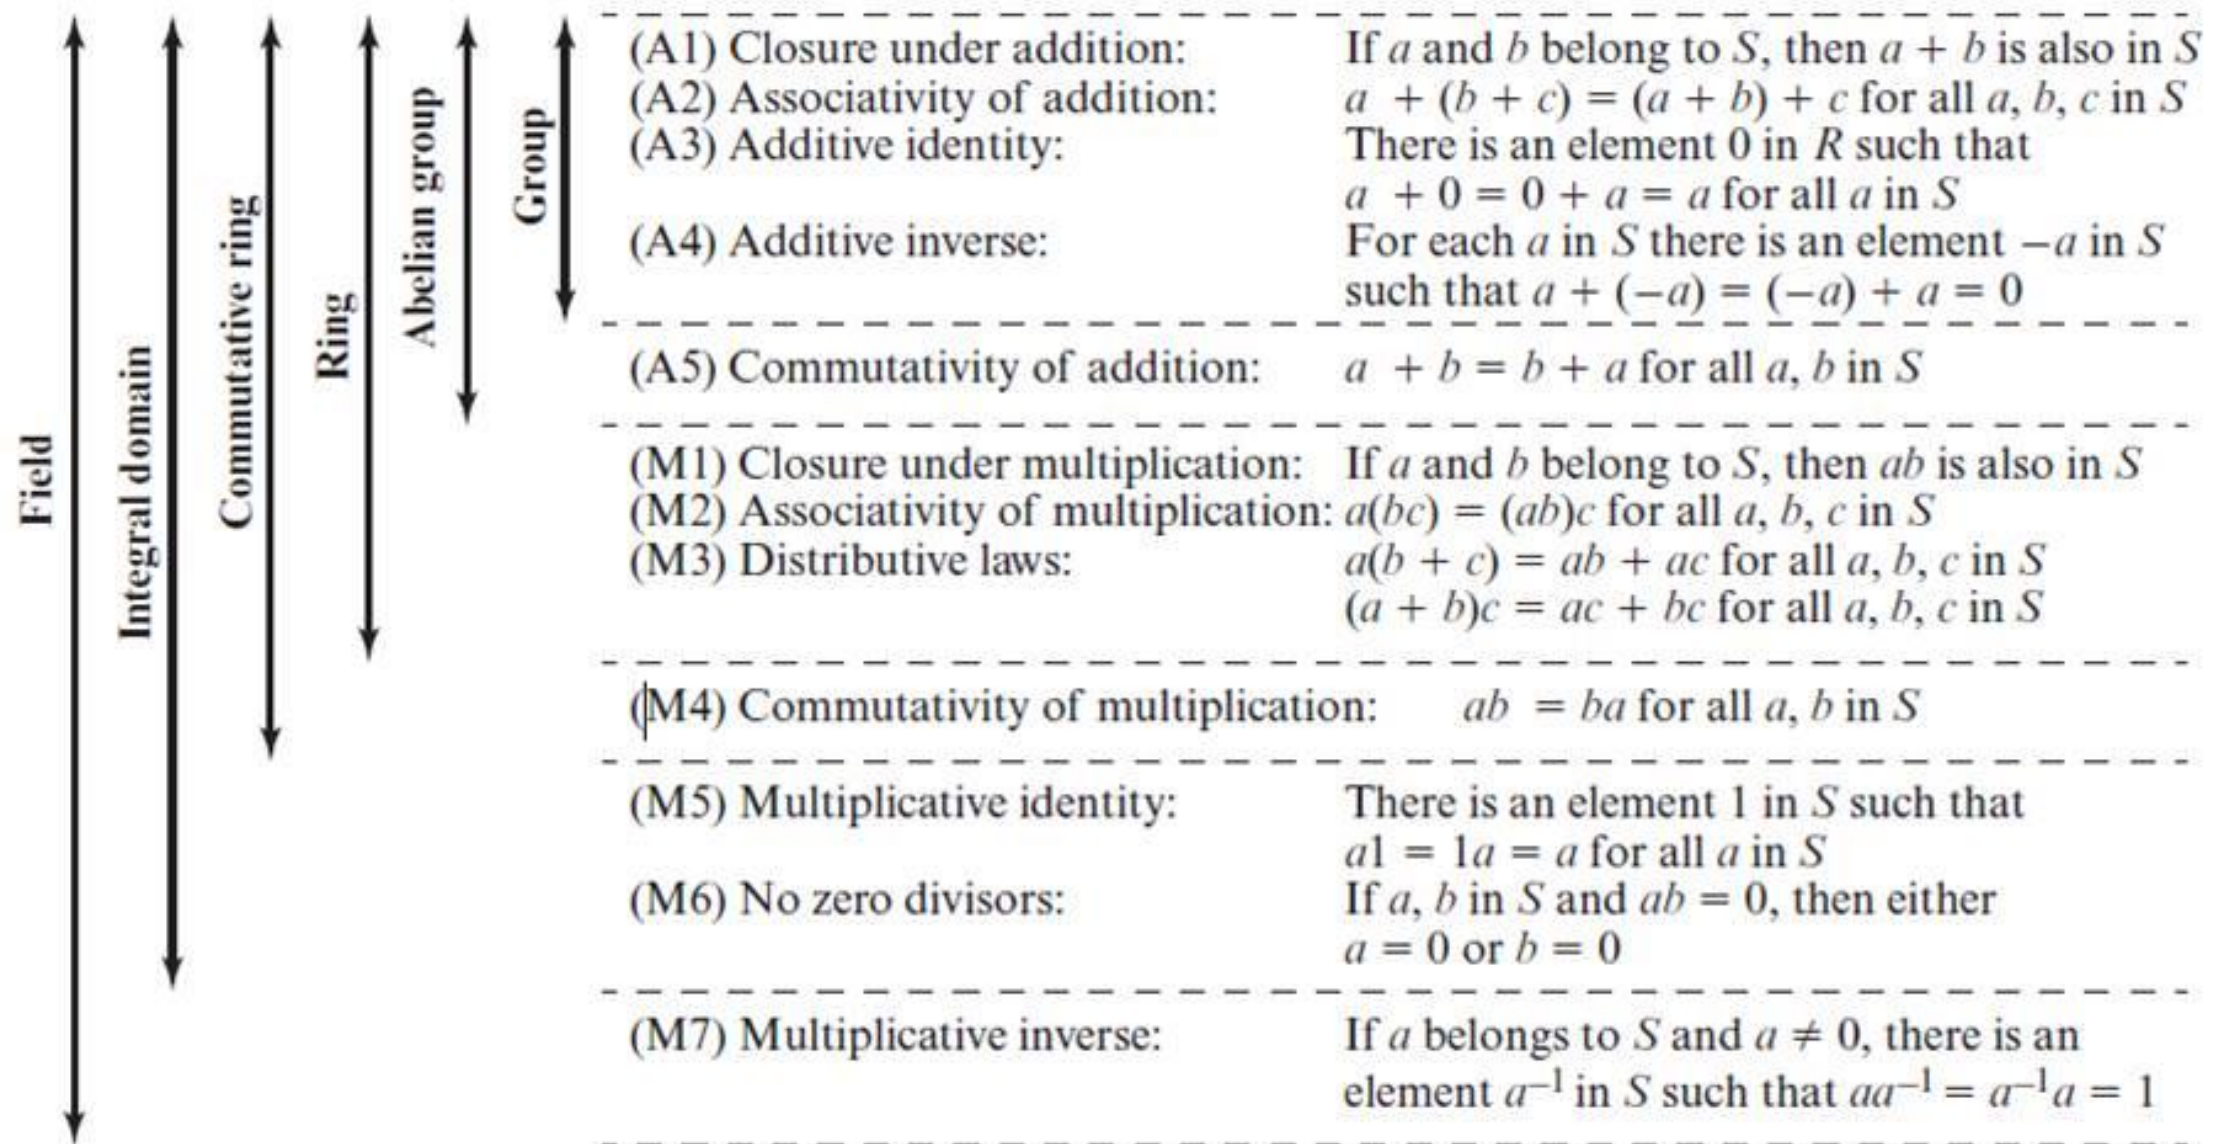 Field
Integral domain
Commutative ring
Ring
Abelian group
Group
(A1) Closure under addition: If a and b belong to S, then a + b is also in S
(A2) Associativity of addition: a + (b + c) = (a + b) + c for all a, b, c in S
(A3) Additive identity: There is an element 0 in R such that
a + 0 = 0 + a = a for all a in S
(A4) Additive inverse: For each a in S there is an element −a in S
such that a + (−a) = (−a) + a = 0
(A5) Commutativity of addition: a + b = b + a for all a, b in S
(M1) Closure under multiplication: If a and b belong to S, then ab is also in S
(M2) Associativity of multiplication: a(bc) = (ab)c for all a, b, c in S
(M3) Distributive laws: a(b + c) = ab + ac for all a, b, c in S
(a + b)c = ac + bc for all a, b, c in S
(M4) Commutativity of multiplication: ab = ba for all a, b in S
(M5) Multiplicative identity: There is an element 1 in S such that
a1 = 1a = a for all a in S
(M6) No zero divisors: If a, b in S and ab = 0, then either
a = 0 or b = 0
(M7) Multiplicative inverse: If a belongs to S and a ≠ 0, there is an
element a⁻¹ in S such that aa⁻¹ = a⁻¹a = 1